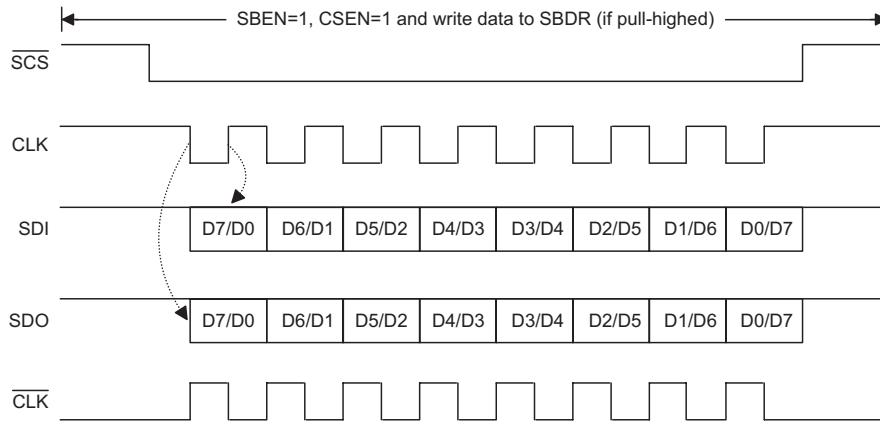 SBEN=1, CSEN=1 and write data to SBDR (if pull-highed)
SCS
CLK
SDI D7/D0 D6/D1 D5/D2 D4/D3 D3/D4 D2/D5 D1/D6 D0/D7
SDO D7/D0 D6/D1 D5/D2 D4/D3 D3/D4 D2/D5 D1/D6 D0/D7
CLK